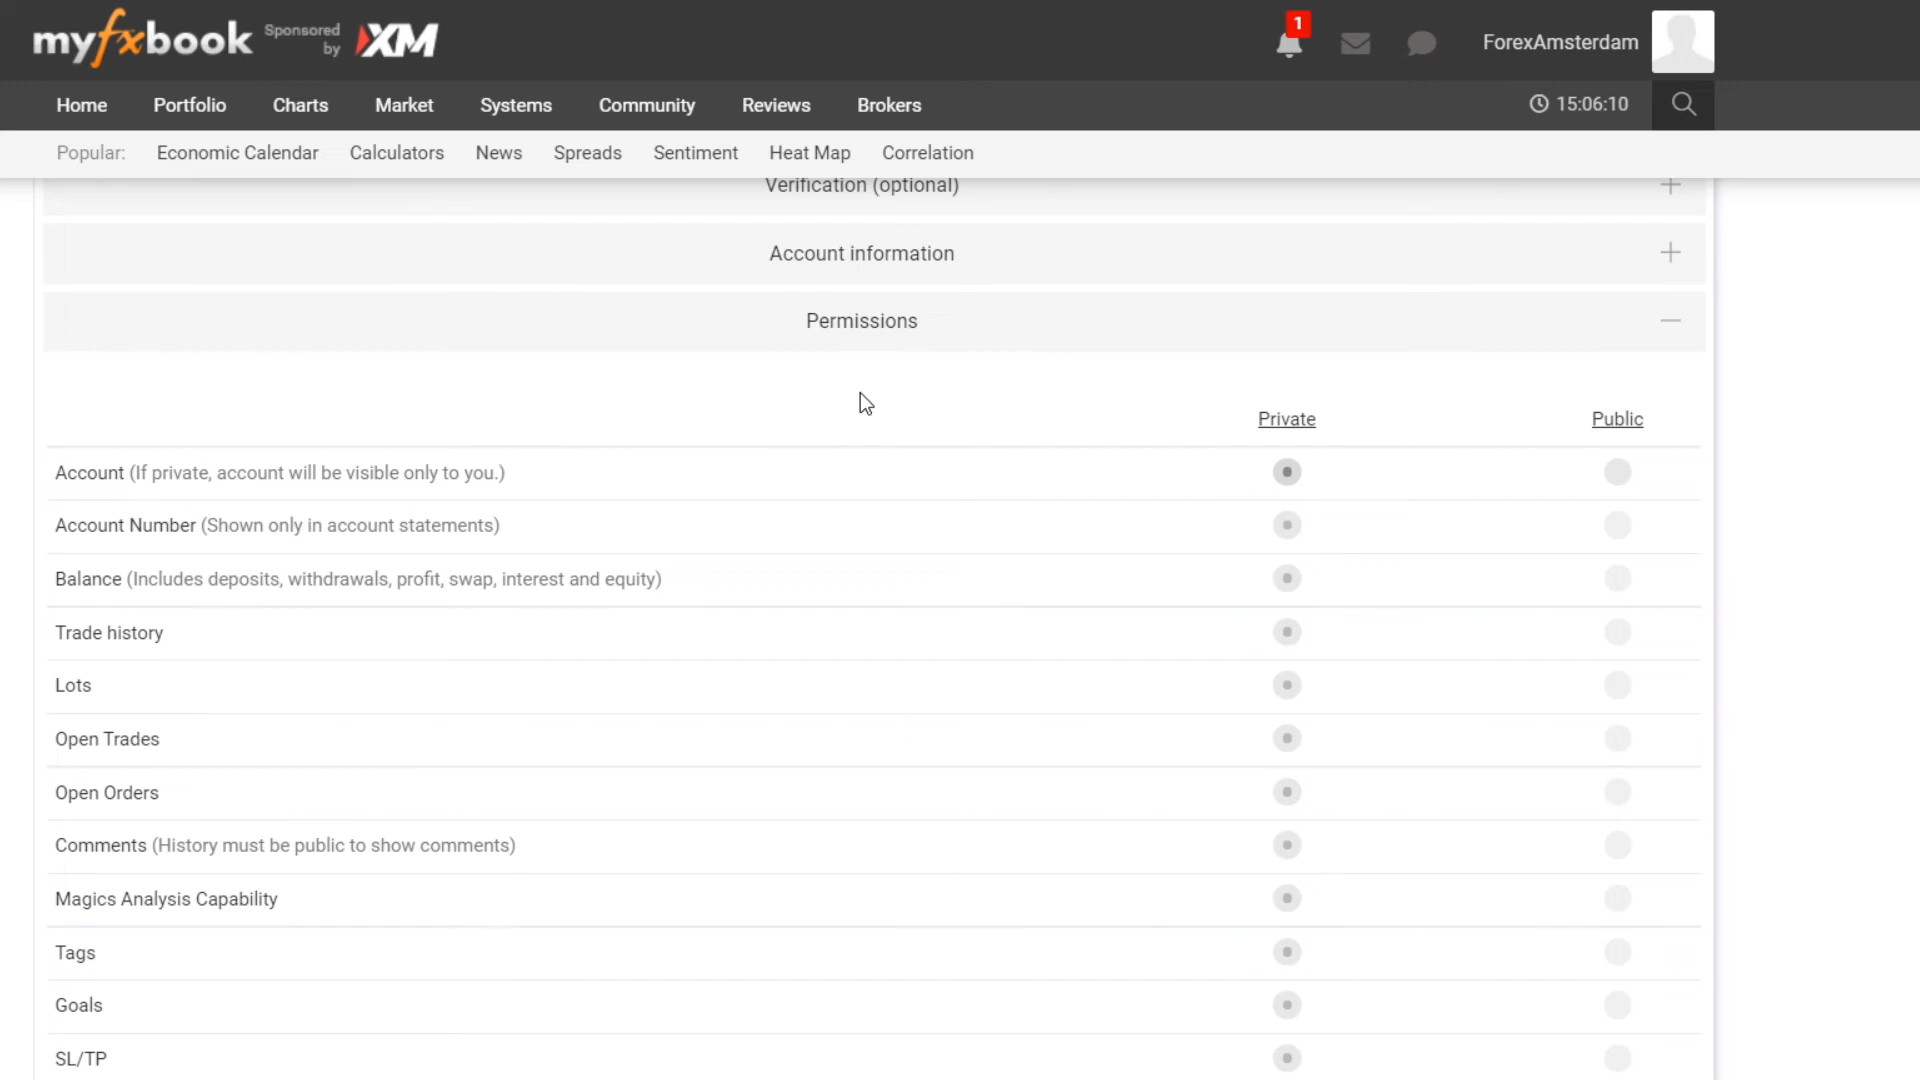 myfxbook Sponsored by XM
1
ForexAmsterdam
Home Portfolio Charts Market Systems Community Reviews Brokers 15:06:10
Popular: Economic Calendar Calculators News Spreads Sentiment Heat Map Correlation
Verification (optional)
Account information
Permissions
Private Public
Account (If private, account will be visible only to you.)
Account Number (Shown only in account statements)
Balance (Includes deposits, withdrawals, profit, swap, interest and equity)
Trade history
Lots
Open Trades
Open Orders
Comments (History must be public to show comments)
Magics Analysis Capability
Tags
Goals
SL/TP